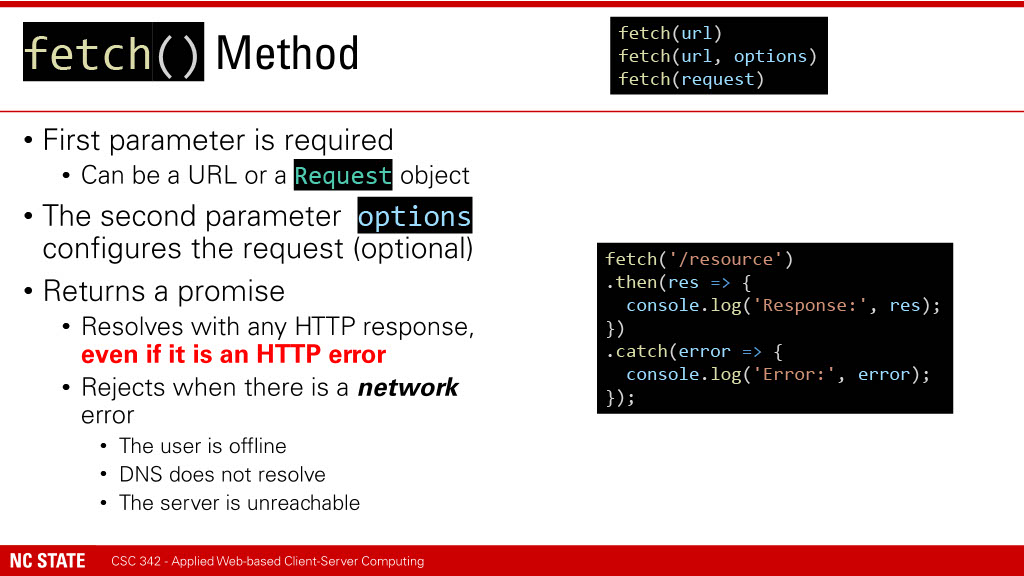 fetch() Method
fetch(url)
fetch(url, options)
fetch(request)
• First parameter is required
• Can be a URL or a Request object
• The second parameter options
configures the request (optional)
• Returns a promise
• Resolves with any HTTP response,
even if it is an HTTP error
• Rejects when there is a network
error
• The user is offline
• DNS does not resolve
• The server is unreachable
fetch('/resource')
.then(res => {
  console.log('Response:', res);
})
.catch(error => {
  console.log('Error:', error);
});
NC STATE
CSC 342 - Applied Web-based Client-Server Computing